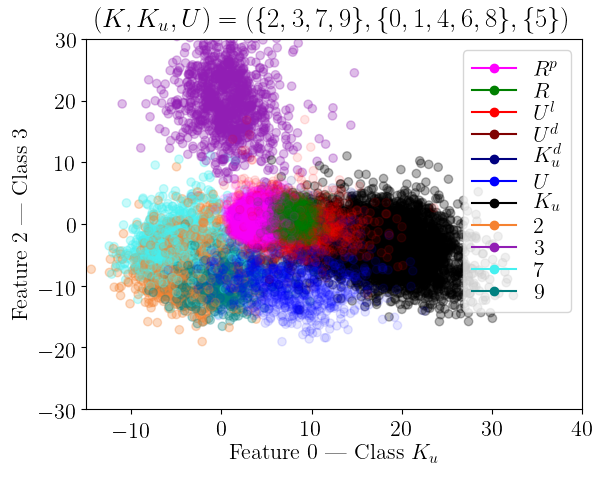 (K, K_u, U) = ({2, 3, 7, 9}, {0, 1, 4, 6, 8}, {5})
30
20
10
0
−10
−20
−30
Feature 2 — Class 3
R^p
R
U^l
U^d
K_u^d
U
K_u
2
3
7
9
−10
0
10
20
30
40
Feature 0 — Class K_u